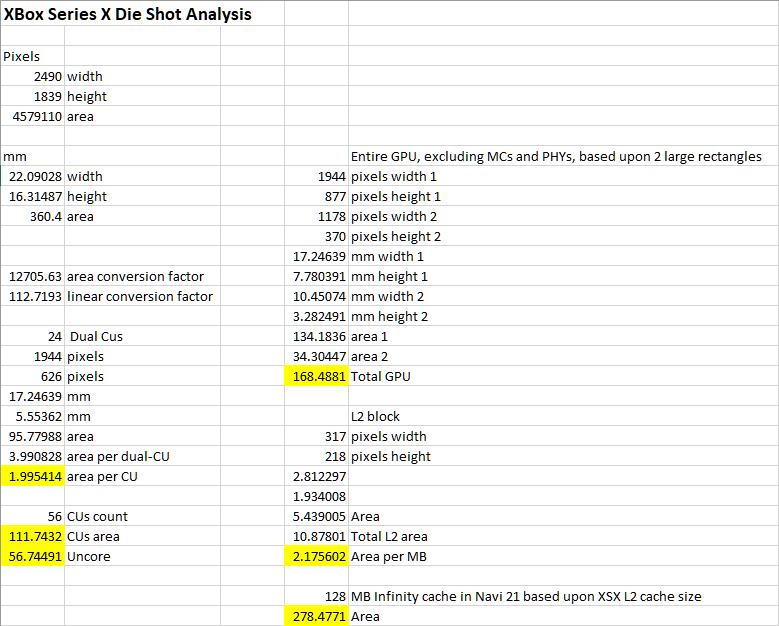 XBox Series X Die Shot Analysis
Pixels
2490 width
1839 height
4579110 area
mm Entire GPU, excluding MCs and PHYs, based upon 2 large rectangles
22.09028 width 1944 pixels width 1
16.31487 height 877 pixels height 1
360.4 area 1178 pixels width 2
370 pixels height 2
17.24639 mm width 1
12705.63 area conversion factor 7.780391 mm height 1
112.7193 linear conversion factor 10.45074 mm width 2
3.282491 mm height 2
24 Dual Cus 134.1836 area 1
1944 pixels 34.30447 area 2
626 pixels 168.4881 Total GPU
17.24639 mm
5.55362 mm L2 block
95.77988 area 317 pixels width
3.990828 area per dual-CU 218 pixels height
1.995414 area per CU 2.812297
1.934008
56 CUs count 5.439005 Area
111.7432 CUs area 10.87801 Total L2 area
56.74491 Uncore 2.175602 Area per MB
128 MB Infinity cache in Navi 21 based upon XSX L2 cache size
278.4771 Area